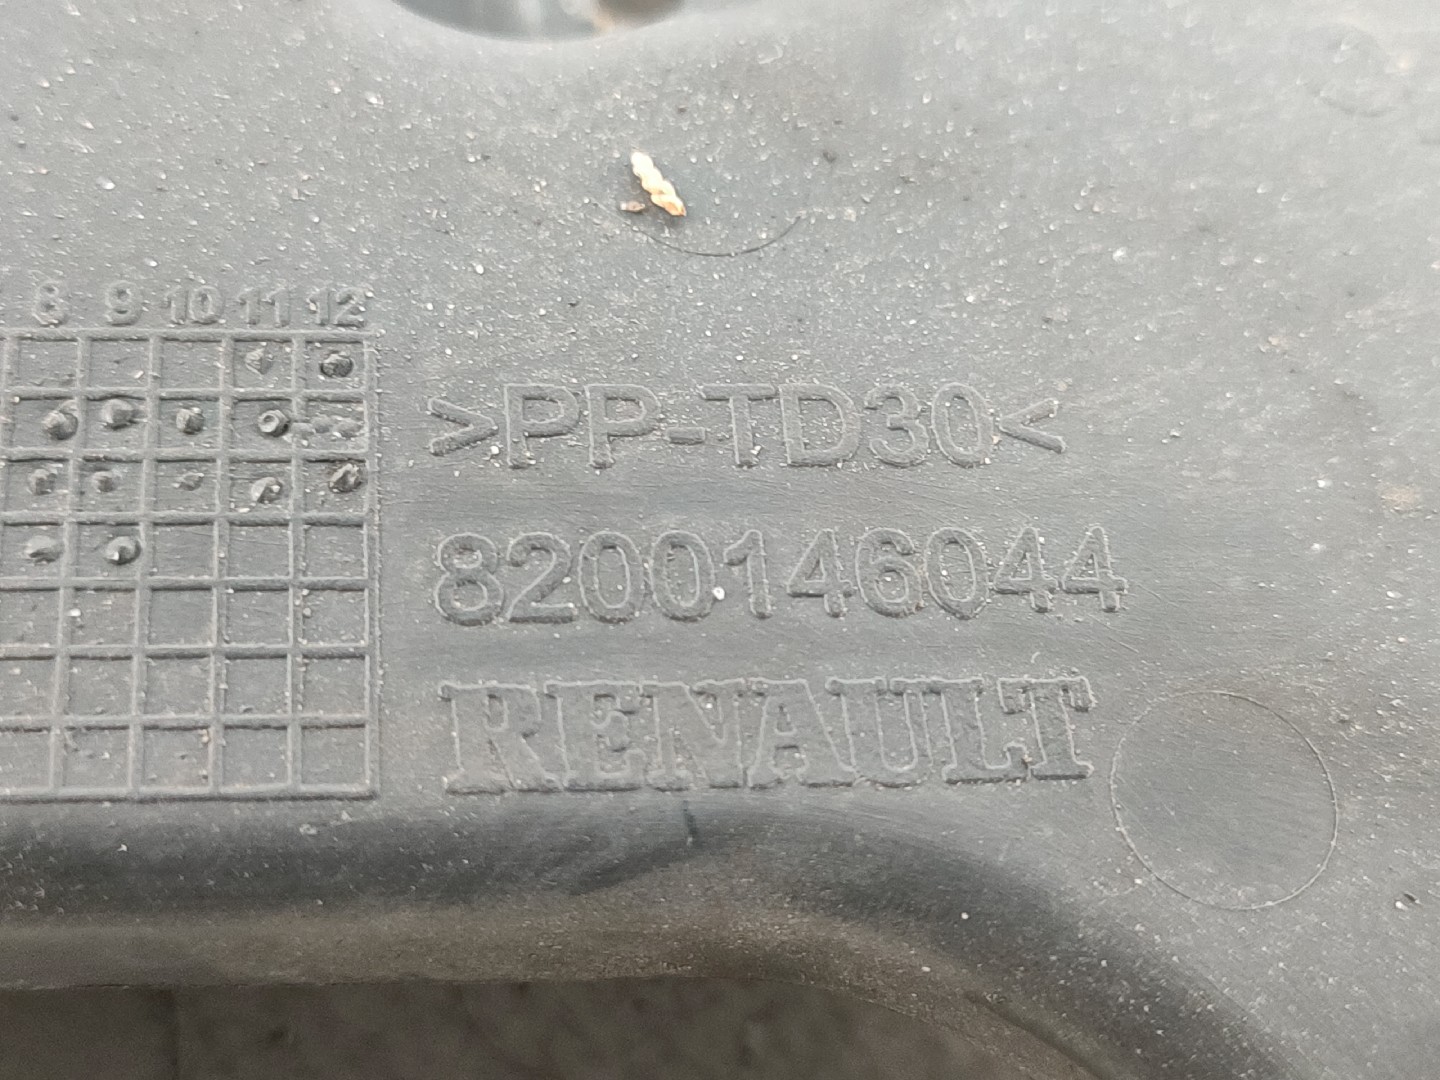 8 9 10 11 12
>PP-TD30<
8200146044
RENAULT